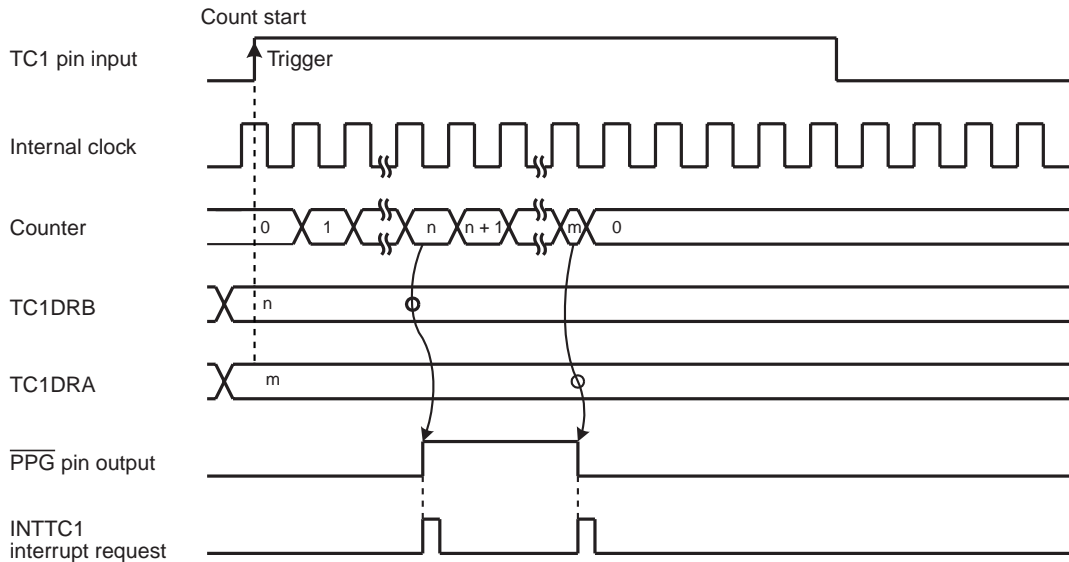 Count start
TC1 pin input
Trigger
Internal clock
Counter
0 1 n n + 1 m 0
TC1DRB
n
TC1DRA
m
PPG pin output
INTTC1
interrupt request